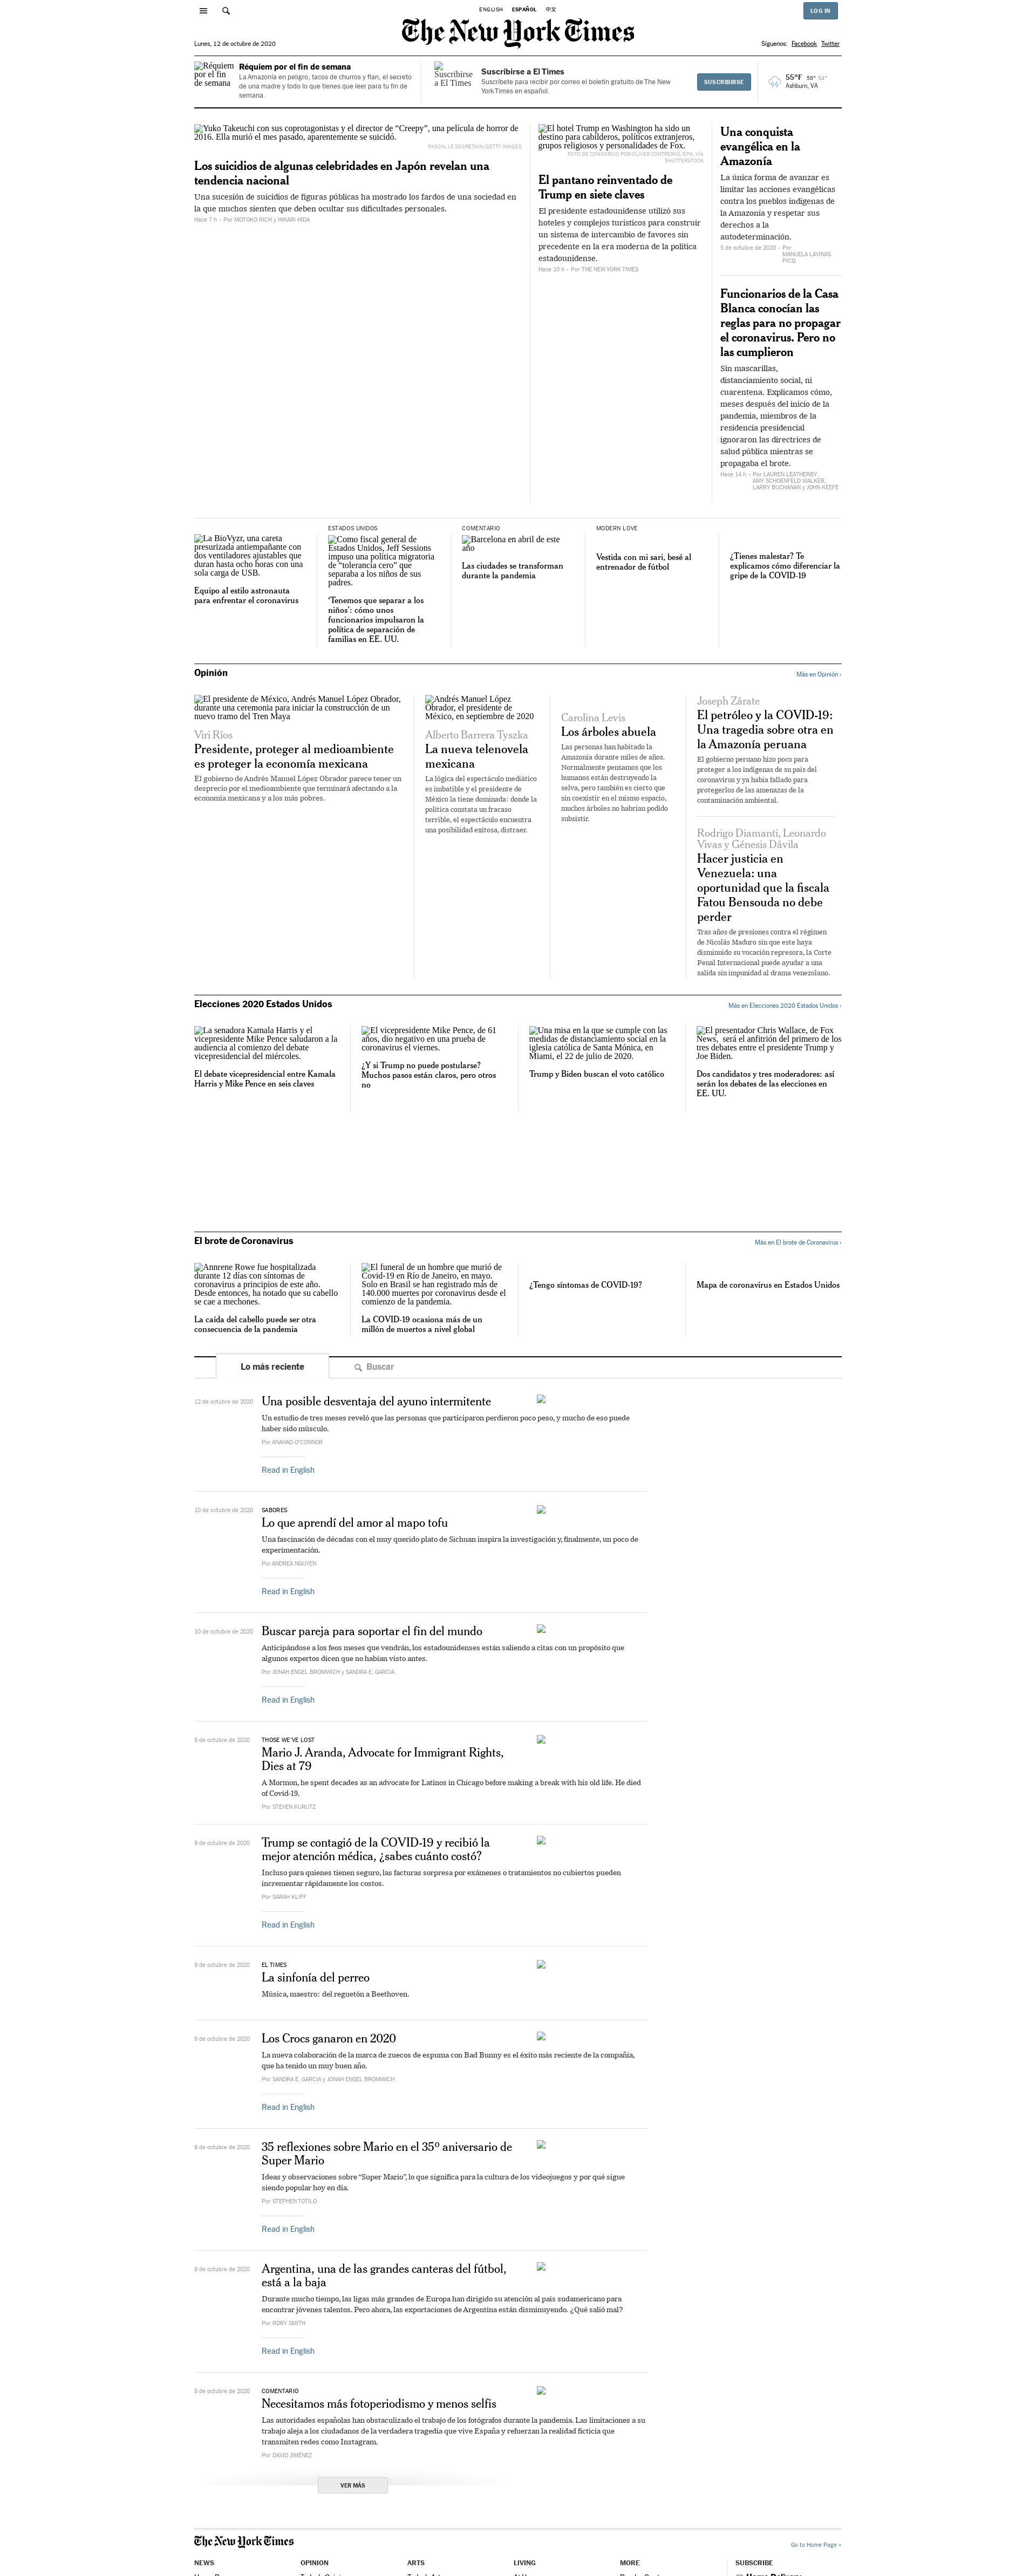 ENGLISH ESPAÑOL 中文
LOG IN
The New York Times
Lunes, 12 de octubre de 2020
Síguenos: Facebook Twitter
Réquiem por el fin de semana
Réquiem por el fin de semana
La Amazonía en peligro, tacos de churros y flan, el secreto
de una madre y todo lo que tienes que leer para tu fin de
semana.
Suscribirse a El Times
Suscribirse a El Times
Suscríbete para recibir por correo el boletín gratuito de The New
York Times en español.
SUSCRIBIRSE
55°F 55° 54°
Ashburn, VA
Yuko Takeuchi con sus coprotagonistas y el director de “Creepy”, una película de horror de
2016. Ella murió el mes pasado, aparentemente se suicidó.
PASCAL LE SEGRETAIN/GETTY IMAGES
Los suicidios de algunas celebridades en Japón revelan una
tendencia nacional
Una sucesión de suicidios de figuras públicas ha mostrado los fardos de una sociedad en
la que muchos sienten que deben ocultar sus dificultades personales.
Hace 7 h - Por MOTOKO RICH y HIKARI HIDA
El hotel Trump en Washington ha sido un
destino para cabilderos, políticos extranjeros,
grupos religiosos y personalidades de Fox.
FOTO DE CONSORCIO POR OLIVER CONTRERAS/EPA, VÍA
SHUTTERSTOCK
El pantano reinventado de
Trump en siete claves
El presidente estadounidense utilizó sus
hoteles y complejos turísticos para construir
un sistema de intercambio de favores sin
precedente en la era moderna de la política
estadounidense.
Hace 10 h - Por THE NEW YORK TIMES
Una conquista
evangélica en la
Amazonía
La única forma de avanzar es
limitar las acciones evangélicas
contra los pueblos indígenas de
la Amazonía y respetar sus
derechos a la
autodeterminación.
5 de octubre de 2020 - Por
MANUELA LAVINAS
PICQ
Funcionarios de la Casa
Blanca conocían las
reglas para no propagar
el coronavirus. Pero no
las cumplieron
Sin mascarillas,
distanciamiento social, ni
cuarentena. Explicamos cómo,
meses después del inicio de la
pandemia, miembros de la
residencia presidencial
ignoraron las directrices de
salud pública mientras se
propagaba el brote.
Hace 14 h - Por LAUREN LEATHERBY,
AMY SCHOENFELD WALKER,
LARRY BUCHANAN y JOHN KEEFE
La BioVyzr, una careta
presurizada antiempañante con
dos ventiladores ajustables que
duran hasta ocho horas con una
sola carga de USB.
Equipo al estilo astronauta
para enfrentar el coronavirus
ESTADOS UNIDOS
Como fiscal general de
Estados Unidos, Jeff Sessions
impuso una política migratoria
de “tolerancia cero” que
separaba a los niños de sus
padres.
‘Tenemos que separar a los
niños’: cómo unos
funcionarios impulsaron la
política de separación de
familias en EE. UU.
COMENTARIO
Barcelona en abril de este
año
Las ciudades se transforman
durante la pandemia
MODERN LOVE
Vestida con mi sari, besé al
entrenador de fútbol
¿Tienes malestar? Te
explicamos cómo diferenciar la
gripe de la COVID-19
Opinión
Más en Opinión ›
El presidente de México, Andrés Manuel López Obrador,
durante una ceremonia para iniciar la construcción de un
nuevo tramo del Tren Maya
Viri Ríos
Presidente, proteger al medioambiente
es proteger la economía mexicana
El gobierno de Andrés Manuel López Obrador parece tener un
desprecio por el medioambiente que terminará afectando a la
economía mexicana y a los más pobres.
Andrés Manuel López
Obrador, el presidente de
México, en septiembre de 2020
Alberto Barrera Tyszka
La nueva telenovela
mexicana
La lógica del espectáculo mediático
es imbatible y el presidente de
México la tiene dominada: donde la
política constata un fracaso
terrible, el espectáculo encuentra
una posibilidad exitosa, distraer.
Carolina Levis
Los árboles abuela
Las personas han habitado la
Amazonía durante miles de años.
Normalmente pensamos que los
humanos están destruyendo la
selva, pero también es cierto que
sin coexistir en el mismo espacio,
muchos árboles no habrían podido
subsistir.
Joseph Zárate
El petróleo y la COVID-19:
Una tragedia sobre otra en
la Amazonía peruana
El gobierno peruano hizo poco para
proteger a los indígenas de su país del
coronavirus y ya había fallado para
protegerlos de las amenazas de la
contaminación ambiental.
Rodrigo Diamanti, Leonardo
Vivas y Génesis Dávila
Hacer justicia en
Venezuela: una
oportunidad que la fiscala
Fatou Bensouda no debe
perder
Tras años de presiones contra el régimen
de Nicolás Maduro sin que este haya
disminuido su vocación represora, la Corte
Penal Internacional puede ayudar a una
salida sin impunidad al drama venezolano.
Elecciones 2020 Estados Unidos
Más en Elecciones 2020 Estados Unidos ›
La senadora Kamala Harris y el
vicepresidente Mike Pence saludaron a la
audiencia al comienzo del debate
vicepresidencial del miércoles.
El debate vicepresidencial entre Kamala
Harris y Mike Pence en seis claves
El vicepresidente Mike Pence, de 61
años, dio negativo en una prueba de
coronavirus el viernes.
¿Y si Trump no puede postularse?
Muchos pasos están claros, pero otros
no
Una misa en la que se cumple con las
medidas de distanciamiento social en la
iglesia católica de Santa Mónica, en
Miami, el 22 de julio de 2020.
Trump y Biden buscan el voto católico
El presentador Chris Wallace, de Fox
News, será el anfitrión del primero de los
tres debates entre el presidente Trump y
Joe Biden.
Dos candidatos y tres moderadores: así
serán los debates de las elecciones en
EE. UU.
El brote de Coronavirus
Más en El brote de Coronavirus ›
Annrene Rowe fue hospitalizada
durante 12 días con síntomas de
coronavirus a principios de este año.
Desde entonces, ha notado que su cabello
se cae a mechones.
La caída del cabello puede ser otra
consecuencia de la pandemia
El funeral de un hombre que murió de
Covid-19 en Río de Janeiro, en mayo.
Solo en Brasil se han registrado más de
140.000 muertes por coronavirus desde el
comienzo de la pandemia.
La COVID-19 ocasiona más de un
millón de muertos a nivel global
¿Tengo síntomas de COVID-19?
Mapa de coronavirus en Estados Unidos
Lo más reciente
Buscar
12 de octubre de 2020
Una posible desventaja del ayuno intermitente
Un estudio de tres meses reveló que las personas que participaron perdieron poco peso, y mucho de eso puede
haber sido músculo.
Por ANAHAD O'CONNOR
Read in English
10 de octubre de 2020
SABORES
Lo que aprendí del amor al mapo tofu
Una fascinación de décadas con el muy querido plato de Sichuan inspira la investigación y, finalmente, un poco de
experimentación.
Por ANDREA NGUYEN
Read in English
10 de octubre de 2020
Buscar pareja para soportar el fin del mundo
Anticipándose a los feos meses que vendrán, los estadounidenses están saliendo a citas con un propósito que
algunos expertos dicen que no habían visto antes.
Por JONAH ENGEL BROMWICH y SANDRA E. GARCIA
Read in English
9 de octubre de 2020
THOSE WE'VE LOST
Mario J. Aranda, Advocate for Immigrant Rights,
Dies at 79
A Mormon, he spent decades as an advocate for Latinos in Chicago before making a break with his old life. He died
of Covid-19.
Por STEVEN KURUTZ
9 de octubre de 2020
Trump se contagió de la COVID-19 y recibió la
mejor atención médica, ¿sabes cuánto costó?
Incluso para quienes tienen seguro, las facturas sorpresa por exámenes o tratamientos no cubiertos pueden
incrementar rápidamente los costos.
Por SARAH KLIFF
Read in English
9 de octubre de 2020
EL TIMES
La sinfonía del perreo
Música, maestro: del reguetón a Beethoven.
9 de octubre de 2020
Los Crocs ganaron en 2020
La nueva colaboración de la marca de zuecos de espuma con Bad Bunny es el éxito más reciente de la compañía,
que ha tenido un muy buen año.
Por SANDRA E. GARCIA y JONAH ENGEL BROMWICH
Read in English
8 de octubre de 2020
35 reflexiones sobre Mario en el 35º aniversario de
Super Mario
Ideas y observaciones sobre “Super Mario”, lo que significa para la cultura de los videojuegos y por qué sigue
siendo popular hoy en día.
Por STEPHEN TOTILO
Read in English
8 de octubre de 2020
Argentina, una de las grandes canteras del fútbol,
está a la baja
Durante mucho tiempo, las ligas más grandes de Europa han dirigido su atención al país sudamericano para
encontrar jóvenes talentos. Pero ahora, las exportaciones de Argentina están disminuyendo. ¿Qué salió mal?
Por RORY SMITH
Read in English
8 de octubre de 2020
COMENTARIO
Necesitamos más fotoperiodismo y menos selfis
Las autoridades españolas han obstaculizado el trabajo de los fotógrafos durante la pandemia. Las limitaciones a su
trabajo aleja a los ciudadanos de la verdadera tragedia que vive España y refuerzan la realidad ficticia que
transmiten redes como Instagram.
Por DAVID JIMÉNEZ
VER MÁS
The New York Times
Go to Home Page »
NEWS OPINION ARTS LIVING MORE SUBSCRIBE